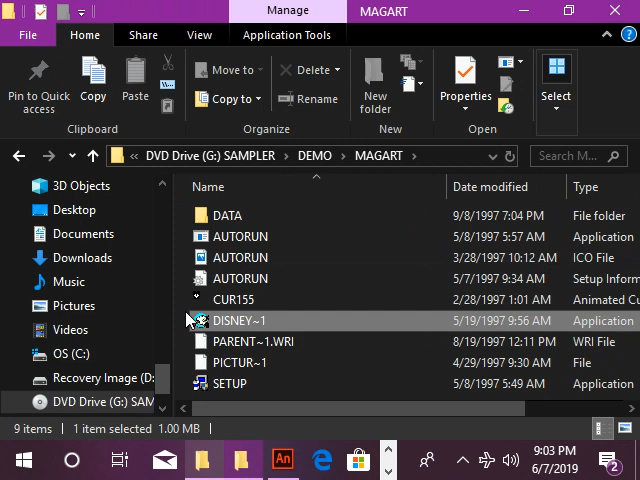 Manage
MAGART
File
Home
Share
View
Application Tools
Pin to Quick access
Copy
Paste
Move to
Copy to
Delete
Rename
New folder
Properties
Select
Clipboard
Organize
New
Open
« DVD Drive (G:) SAMPLER > DEMO > MAGART >
Search M...
3D Objects
Desktop
Documents
Downloads
Music
Pictures
Videos
OS (C:)
Recovery Image (D:
DVD Drive (G:) SAM
Name Date modified Type
DATA 9/8/1997 7:04 PM File folder
AUTORUN 5/8/1997 5:57 AM Application
AUTORUN 3/28/1997 10:12 AM ICO File
AUTORUN 5/7/1997 9:34 AM Setup Inform
CUR155 2/28/1997 1:01 AM Animated Cu
DISNEY~1 5/19/1997 9:56 AM Application
PARENT~1.WRI 8/19/1997 12:11 PM WRI File
PICTUR~1 4/29/1997 9:30 AM File
SETUP 5/8/1997 5:49 AM Application
9 items
1 item selected 1.00 MB
An
9:03 PM
6/7/2019
2